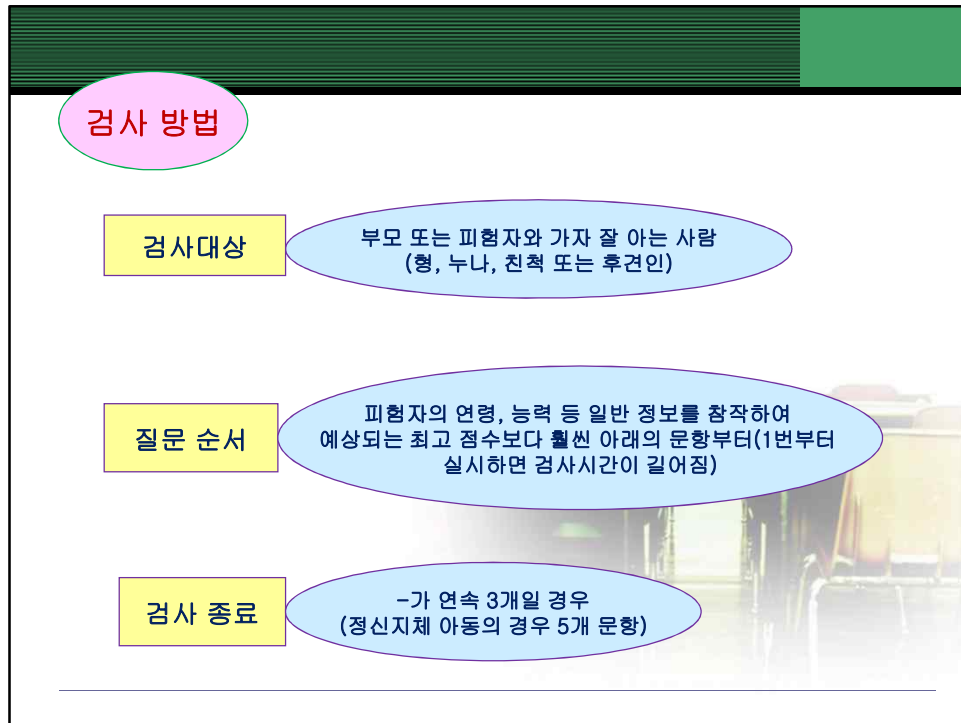 검사 방법
검사대상
부모 또는 피험자와 가자 잘 아는 사람
(형, 누나, 친척 또는 후견인)
질문 순서
피험자의 연령, 능력 등 일반 정보를 참작하여
예상되는 최고 점수보다 훨씬 아래의 문항부터(1번부터
실시하면 검사시간이 길어짐)
검사 종료
-가 연속 3개일 경우
(정신지체 아동의 경우 5개 문항)